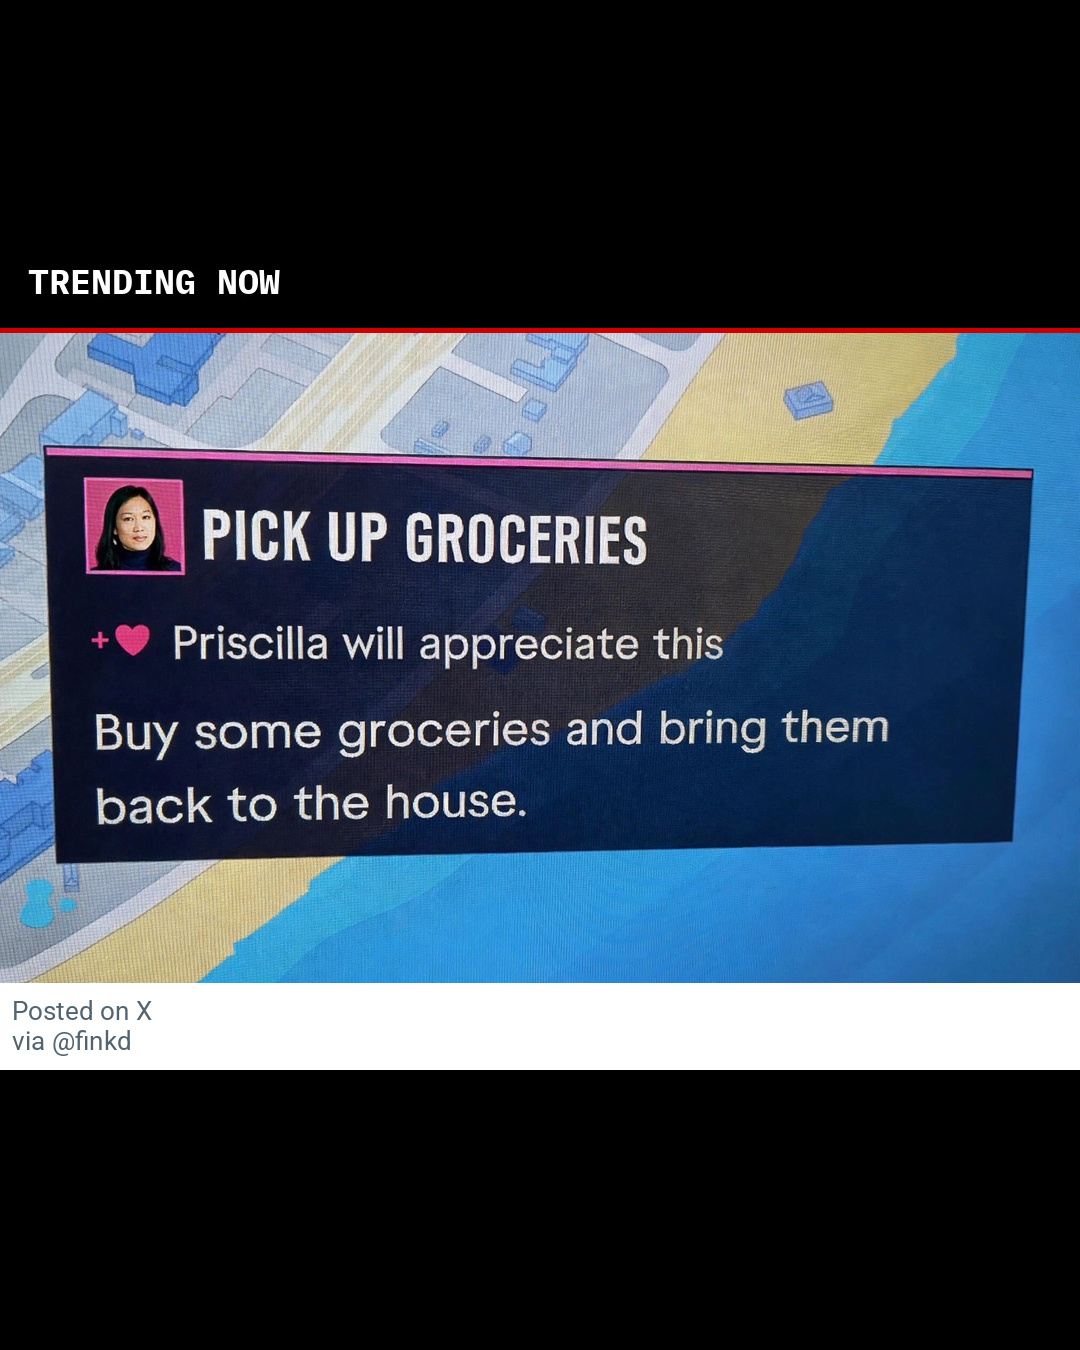 TRENDING NOW
PICK UP GROCERIES
+♥ Priscilla will appreciate this
Buy some groceries and bring them
back to the house.
Posted on X
via @finkd